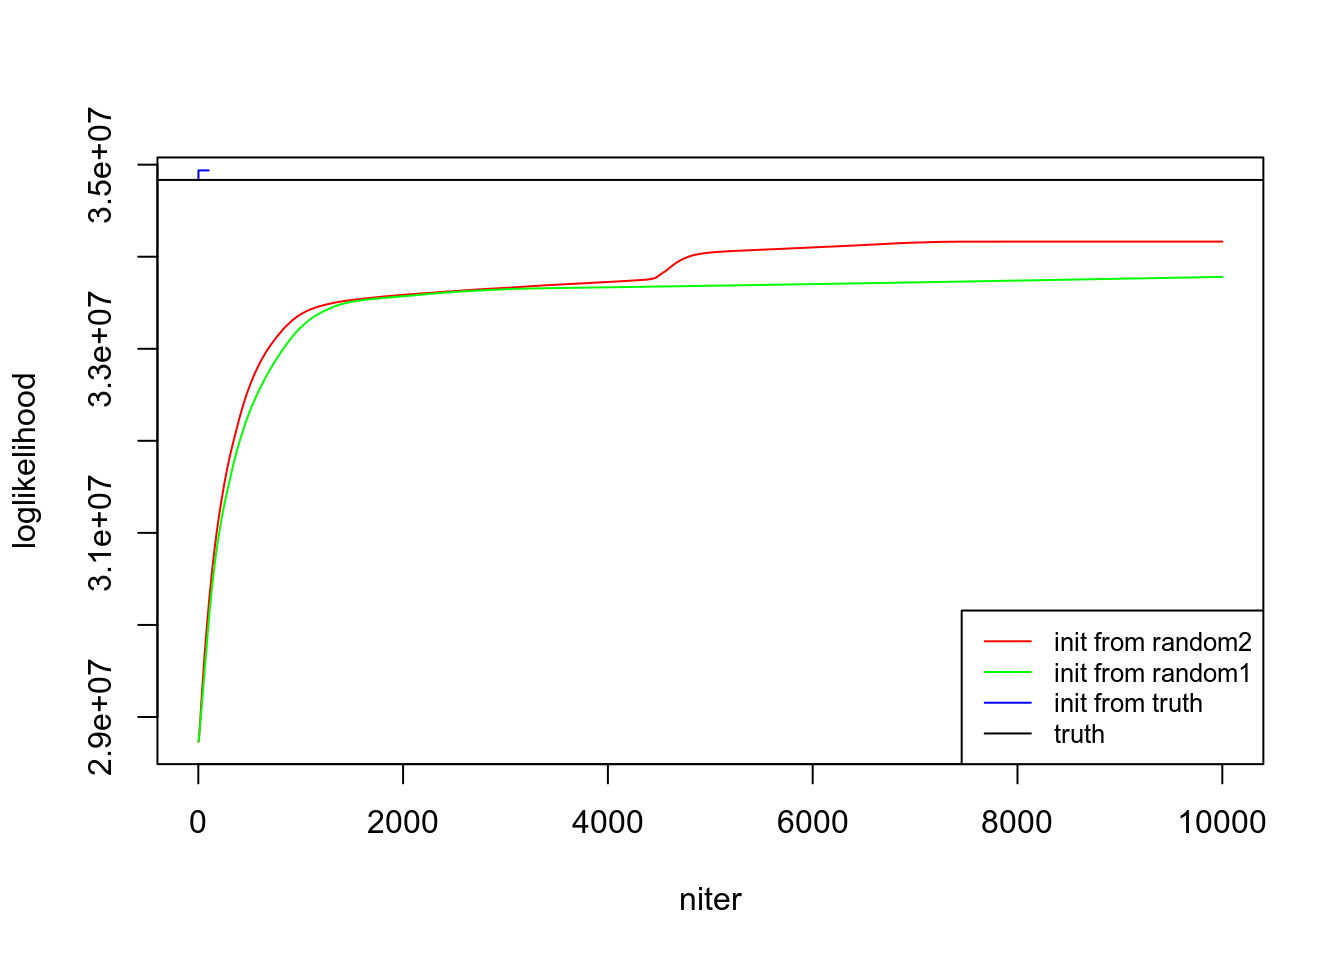 loglikelihood
3.5e+07
3.3e+07
3.1e+07
2.9e+07
init from random2
init from random1
init from truth
truth
0 2000 4000 6000 8000 10000
niter